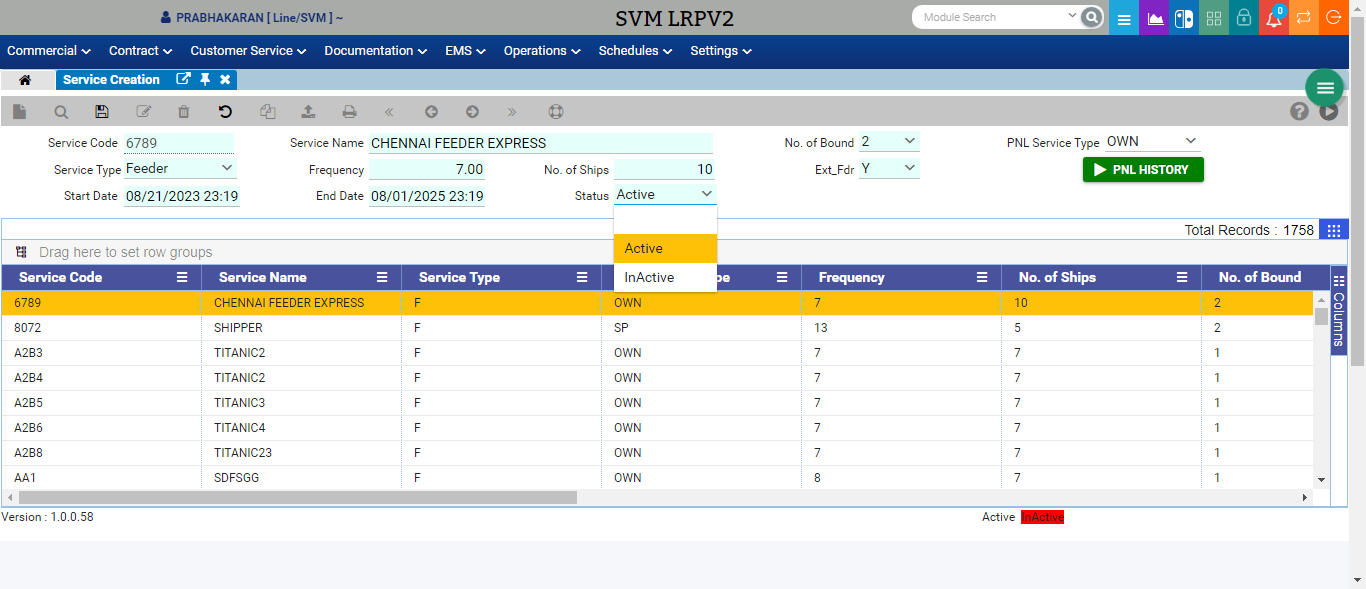 PRABHAKARAN [ Line/SVM ] ~ SVM LRPV2 Module Search 0
Commercial Contract Customer Service Documentation EMS Operations Schedules Settings
Service Creation
Service Code 6789 Service Name CHENNAI FEEDER EXPRESS No. of Bound 2 PNL Service Type OWN
Service Type Feeder Frequency 7.00 No. of Ships 10 Ext_Fdr Y PNL HISTORY
Start Date 08/21/2023 23:19 End Date 08/01/2025 23:19 Status Active
Total Records : 1758
Active
Drag here to set row groups
InActive
Service Code Service Name Service Type pe Frequency No. of Ships No. of Bound
Columns
6789 CHENNAI FEEDER EXPRESS F OWN 7 10 2
8072 SHIPPER F SP 13 5 2
A2B3 TITANIC2 F OWN 7 7 1
A2B4 TITANIC2 F OWN 7 7 1
A2B5 TITANIC3 F OWN 7 7 1
A2B6 TITANIC4 F OWN 7 7 1
A2B8 TITANIC23 F OWN 7 7 1
AA1 SDFSGG F OWN 8 7 1
Version : 1.0.0.58 Active InActive